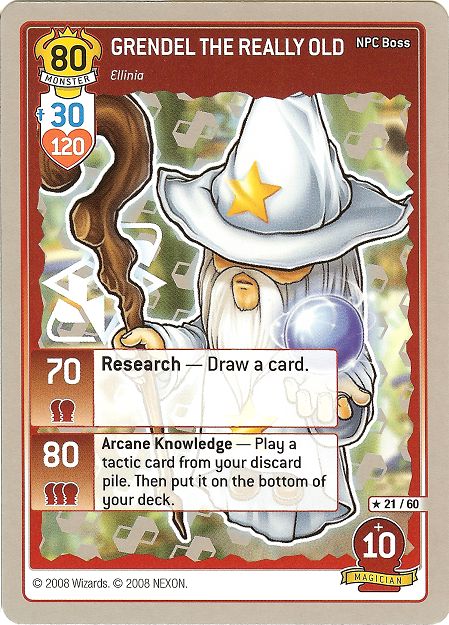 80
MONSTER
GRENDEL THE REALLY OLD
NPC Boss
Ellinia
30
120
70
Research — Draw a card.
80
Arcane Knowledge — Play a
tactic card from your discard
pile. Then put it on the bottom of
your deck.
★ 21 / 60
+
10
MAGICIAN
© 2008 Wizards. © 2008 NEXON.